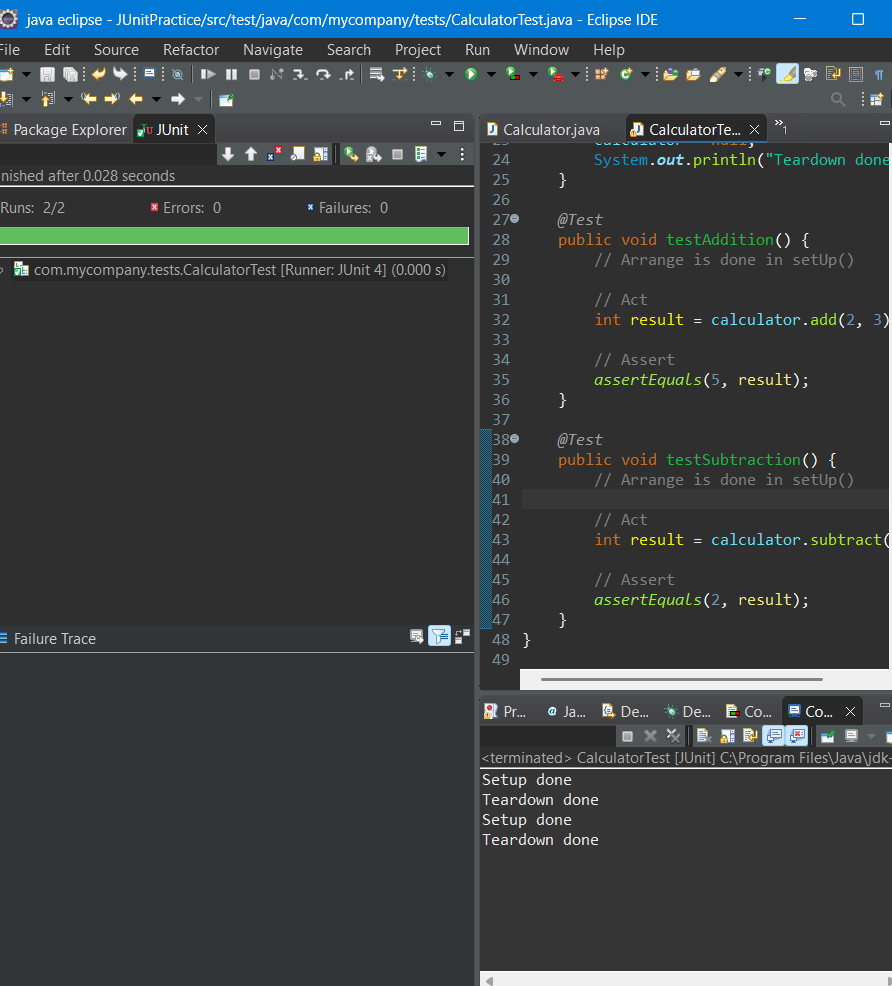 java eclipse - JUnitPractice/src/test/java/com/mycompany/tests/CalculatorTest.java - Eclipse IDE
File Edit Source Refactor Navigate Search Project Run Window Help
Package Explorer JUnit
nished after 0.028 seconds
Runs: 2/2 Errors: 0 Failures: 0
com.mycompany.tests.CalculatorTest [Runner: JUnit 4] (0.000 s)
Failure Trace
Calculator.java CalculatorTe... »1
24 System.out.println("Teardown done
25 }
26
27 @Test
28 public void testAddition() {
29 // Arrange is done in setUp()
30
31 // Act
32 int result = calculator.add(2, 3)
33
34 // Assert
35 assertEquals(5, result);
36 }
37
38 @Test
39 public void testSubtraction() {
40 // Arrange is done in setUp()
41
42 // Act
43 int result = calculator.subtract(
44
45 // Assert
46 assertEquals(2, result);
47 }
48 }
49
Pr... Ja... De... De... Co... Co...
<terminated> CalculatorTest [JUnit] C:\Program Files\Java\jdk-
Setup done
Teardown done
Setup done
Teardown done